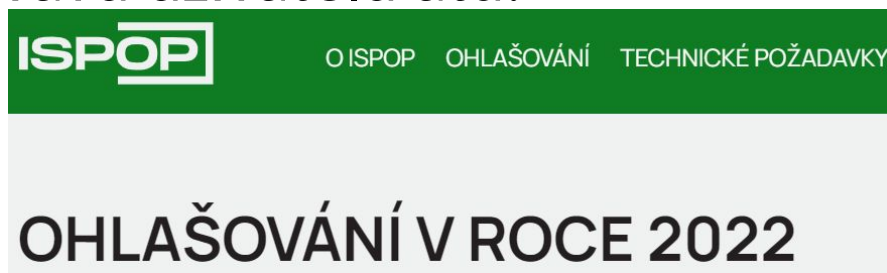 ISPOP O ISPOP OHLAŠOVÁNÍ TECHNICKÉ POŽADAVKY
OHLAŠOVÁNÍ V ROCE 2022